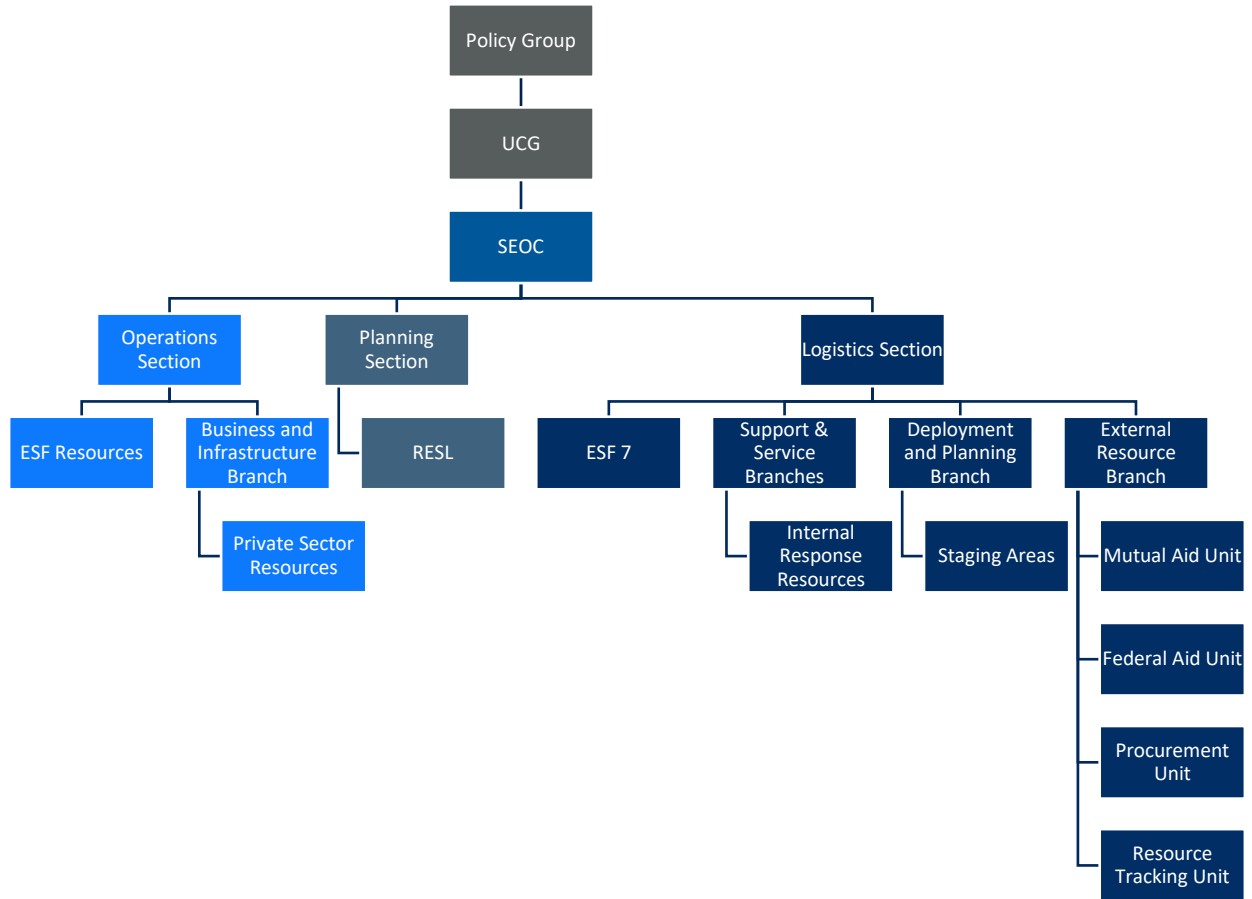 Policy Group
UCG
SEOC
Operations
Section
Planning
Section
Logistics Section
ESF Resources
Business and
Infrastructure
Branch
RESL
ESF 7
Support &
Service
Branches
Deployment
and Planning
Branch
External
Resource
Branch
Private Sector
Resources
Internal
Response
Resources
Staging Areas
Mutual Aid Unit
Federal Aid Unit
Procurement
Unit
Resource
Tracking Unit